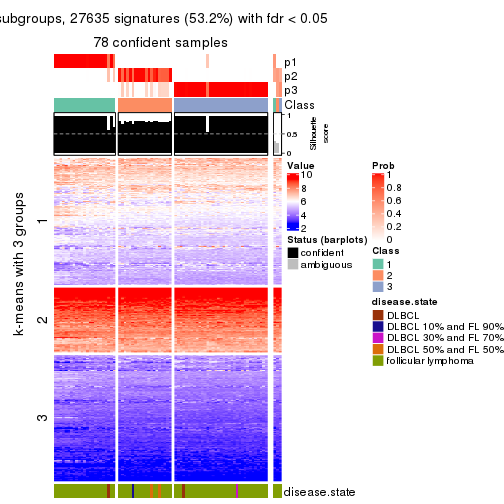 subgroups, 27635 signatures (53.2%) with fdr < 0.05
78 confident samples
p1
p2
p3
Class
1
0.5
0
Silhouette
score
k-means with 3 groups
1
2
3
Value
10
8
6
4
2
Status (barplots)
confident
ambiguous
Prob
1
0.8
0.6
0.4
0.2
0
Class
1
2
3
disease.state
DLBCL
DLBCL 10% and FL 90%
DLBCL 30% and FL 70%
DLBCL 50% and FL 50%
follicular lymphoma
disease.state